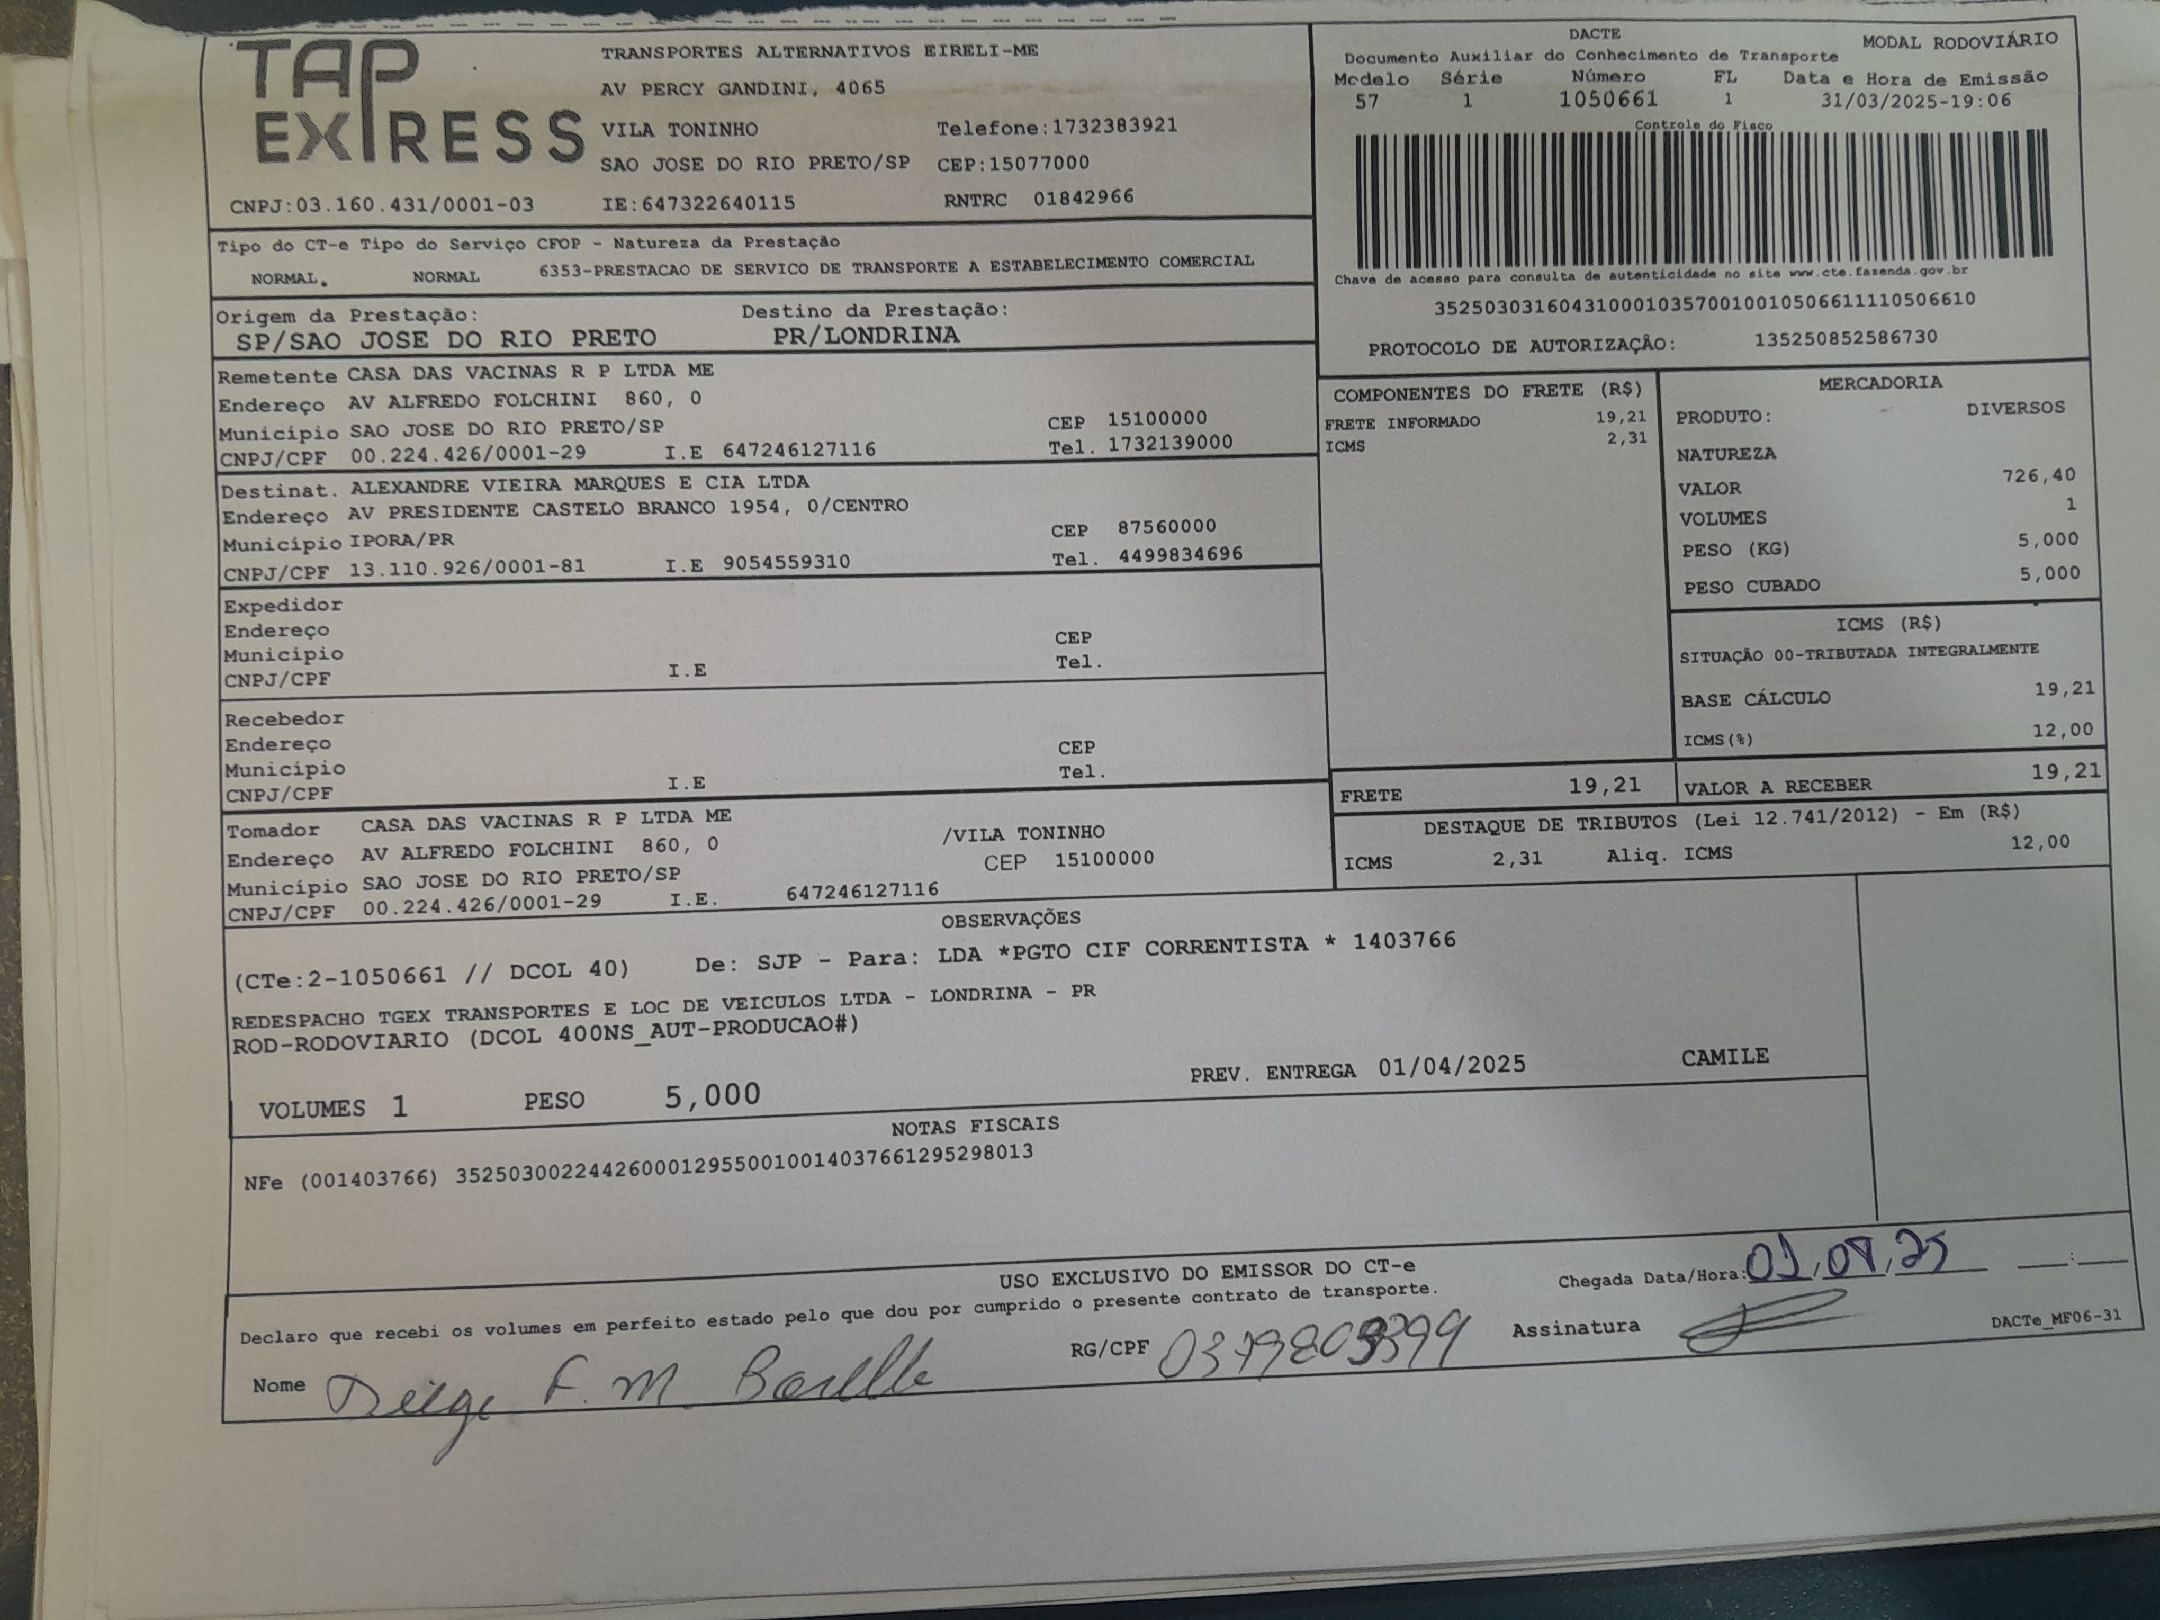 TAP EXPRESS
TRANSPORTES ALTERNATIVOS EIRELI-ME
AV PERCY GANDINI, 4065
VILA TONINHO Telefone:1732383921
SAO JOSE DO RIO PRETO/SP CEP:15077000
CNPJ:03.160.431/0001-03 IE:647322640115 RNTRC 01842966
DACTE MODAL RODOVIÁRIO
Documento Auxiliar do Conhecimento de Transporte
Modelo Série Número FL Data e Hora de Emissão
57 1 1050661 1 31/03/2025-19:06
Controle do Fisco
Chave de acesso para consulta de autenticidade no site www.cte.fazenda.gov.br
35250303160431000103570010010506611110506610
PROTOCOLO DE AUTORIZAÇÃO: 135250852586730
Tipo do CT-e Tipo do Serviço CFOP - Natureza da Prestação
NORMAL. NORMAL 6353-PRESTACAO DE SERVICO DE TRANSPORTE A ESTABELECIMENTO COMERCIAL
Origem da Prestação: Destino da Prestação:
SP/SAO JOSE DO RIO PRETO PR/LONDRINA
Remetente CASA DAS VACINAS R P LTDA ME
Endereço AV ALFREDO FOLCHINI 860, 0
Município SAO JOSE DO RIO PRETO/SP CEP 15100000
CNPJ/CPF 00.224.426/0001-29 I.E 647246127116 Tel. 1732139000
Destinat. ALEXANDRE VIEIRA MARQUES E CIA LTDA
Endereço AV PRESIDENTE CASTELO BRANCO 1954, 0/CENTRO
Município IPORA/PR CEP 87560000
CNPJ/CPF 13.110.926/0001-81 I.E 9054559310 Tel. 4499834696
Expedidor
Endereço
Município CEP
CNPJ/CPF I.E Tel.
Recebedor
Endereço
Município CEP
CNPJ/CPF I.E Tel.
Tomador CASA DAS VACINAS R P LTDA ME
Endereço AV ALFREDO FOLCHINI 860, 0 /VILA TONINHO
Município SAO JOSE DO RIO PRETO/SP CEP 15100000
CNPJ/CPF 00.224.426/0001-29 I.E. 647246127116
COMPONENTES DO FRETE (R$)
FRETE INFORMADO 19,21
ICMS 2,31
MERCADORIA
PRODUTO: DIVERSOS
NATUREZA
VALOR 726,40
VOLUMES 1
PESO (KG) 5,000
PESO CUBADO 5,000
ICMS (R$)
SITUAÇÃO 00-TRIBUTADA INTEGRALMENTE
BASE CÁLCULO 19,21
ICMS(%) 12,00
FRETE 19,21 VALOR A RECEBER 19,21
DESTAQUE DE TRIBUTOS (Lei 12.741/2012) - Em (R$)
ICMS 2,31 Aliq. ICMS 12,00
OBSERVAÇÕES
(CTe:2-1050661 // DCOL 40) De: SJP - Para: LDA *PGTO CIF CORRENTISTA * 1403766
REDESPACHO TGEX TRANSPORTES E LOC DE VEICULOS LTDA - LONDRINA - PR
ROD-RODOVIARIO (DCOL 400NS_AUT-PRODUCAO#)
VOLUMES 1 PESO 5,000 PREV. ENTREGA 01/04/2025 CAMILE
NOTAS FISCAIS
NFe (001403766) 35250300224426000129550010014037661295298013
USO EXCLUSIVO DO EMISSOR DO CT-e
Declaro que recebi os volumes em perfeito estado pelo que dou por cumprido o presente contrato de transporte.
Chegada Data/Hora: __:__
Nome F. M. RG/CPF Assinatura
DACTe_MF06-31